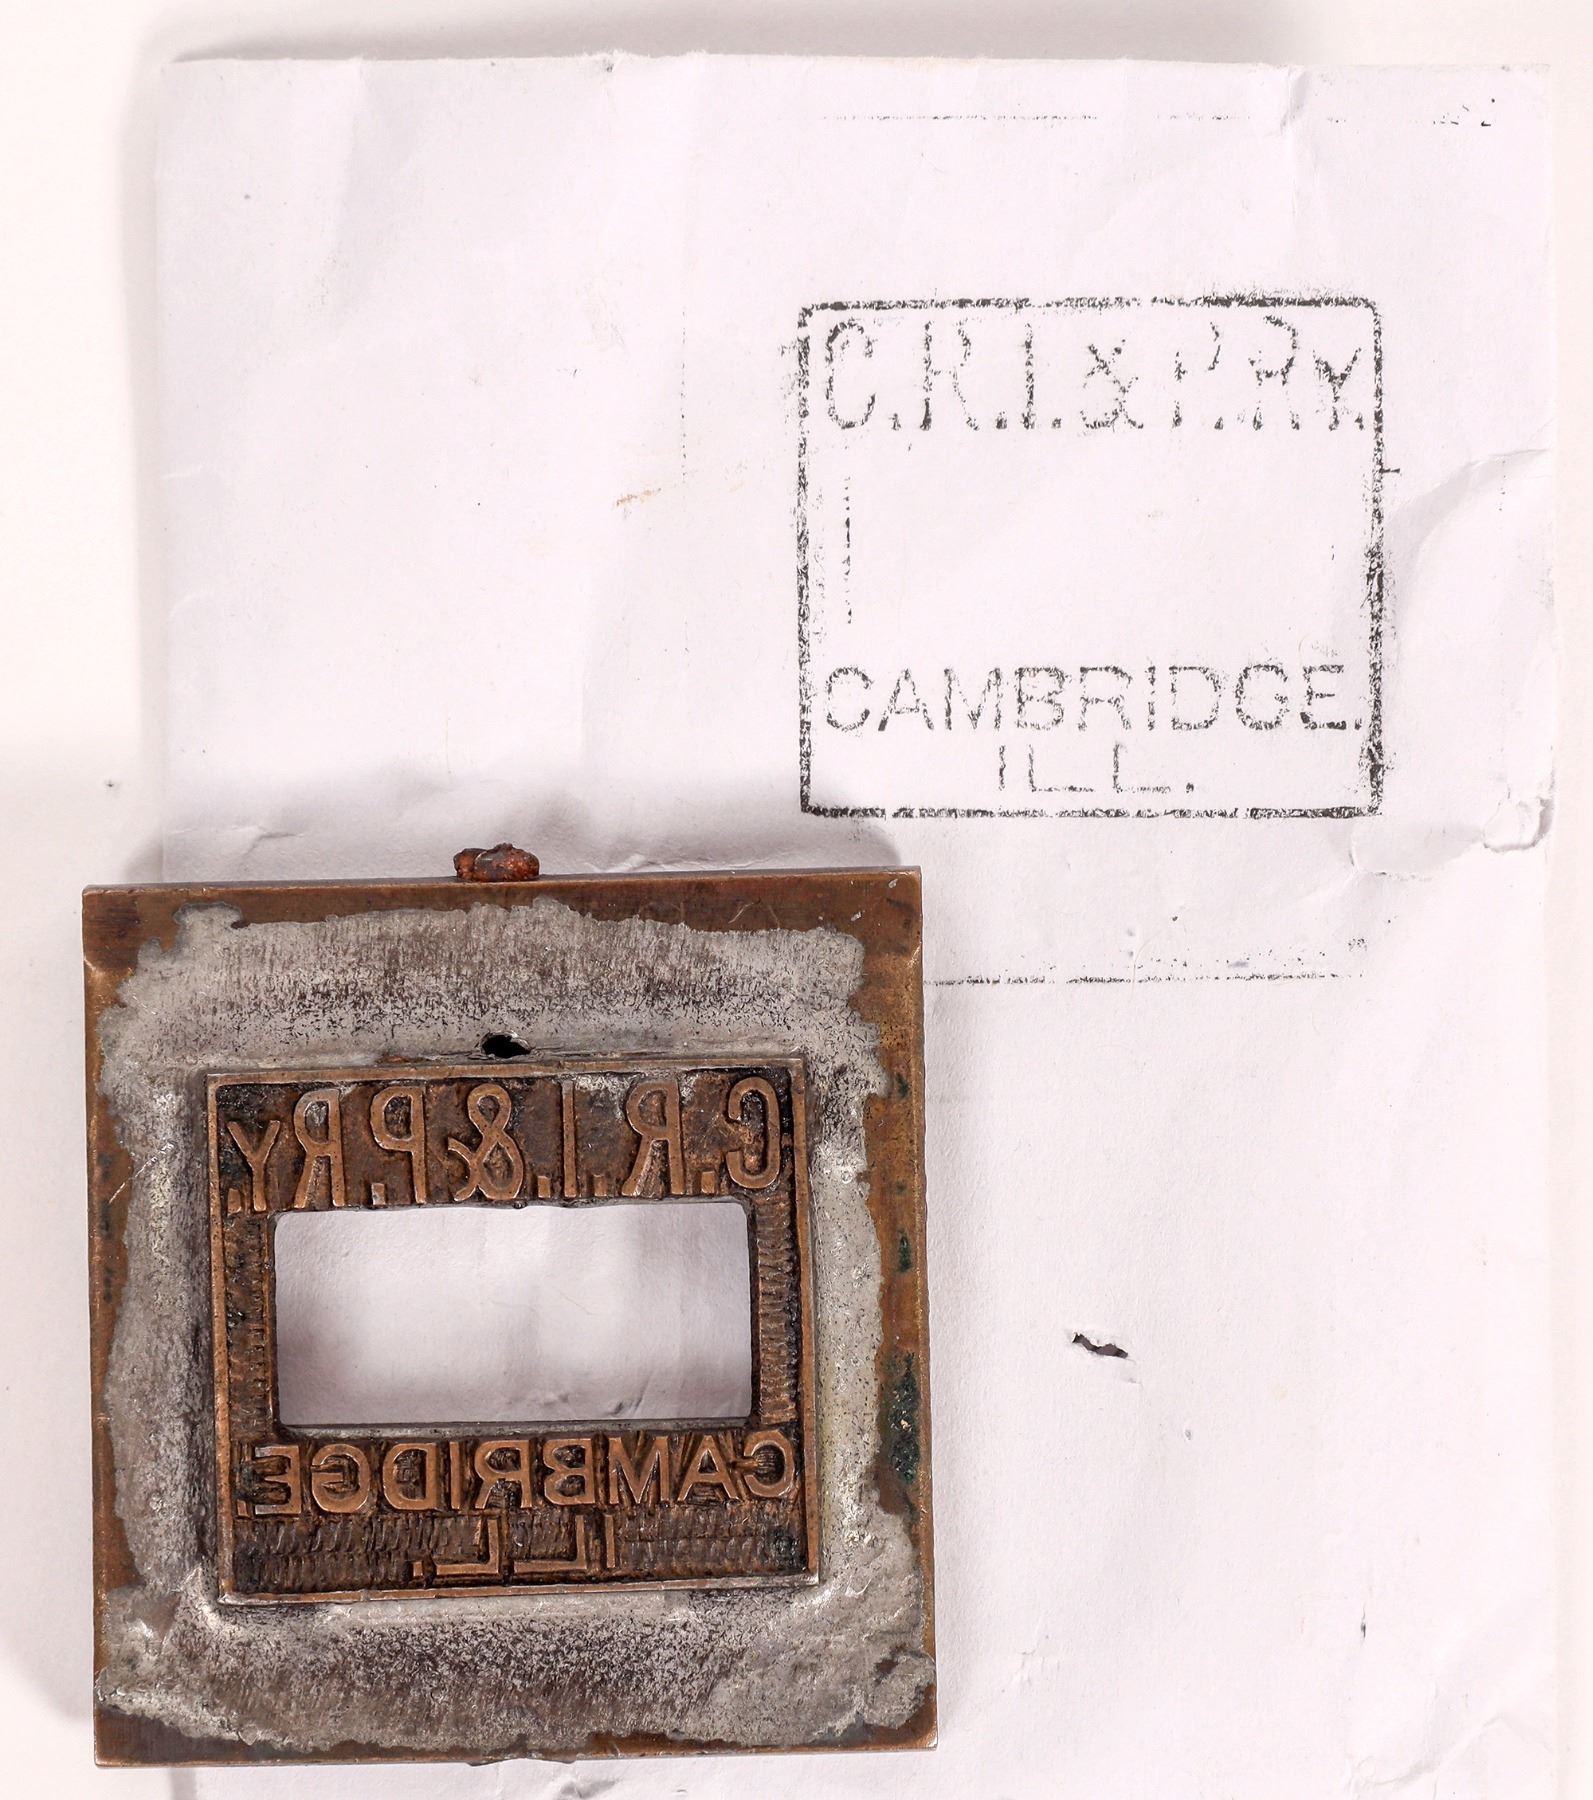 C.R.I. & P. RY.
CAMBRIDGE.
ILL.
C.R.I. & P. RY.
CAMBRIDGE.
ILL.